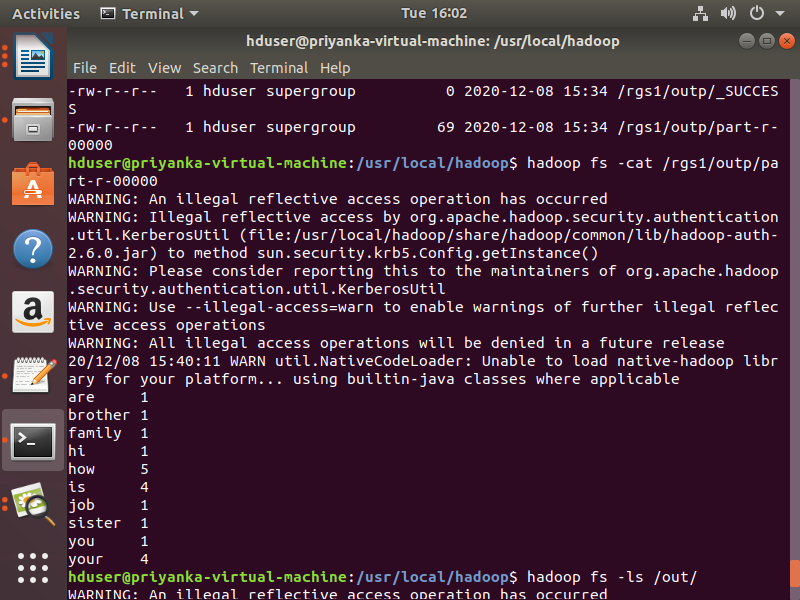 Activities Terminal Tue 16:02
hduser@priyanka-virtual-machine: /usr/local/hadoop
File Edit View Search Terminal Help
-rw-r--r--   1 hduser supergroup          0 2020-12-08 15:34 /rgs1/outp/_SUCCES
S
-rw-r--r--   1 hduser supergroup         69 2020-12-08 15:34 /rgs1/outp/part-r-
00000
hduser@priyanka-virtual-machine:/usr/local/hadoop$ hadoop fs -cat /rgs1/outp/pa
rt-r-00000
WARNING: An illegal reflective access operation has occurred
WARNING: Illegal reflective access by org.apache.hadoop.security.authentication
.util.KerberosUtil (file:/usr/local/hadoop/share/hadoop/common/lib/hadoop-auth-
2.6.0.jar) to method sun.security.krb5.Config.getInstance()
WARNING: Please consider reporting this to the maintainers of org.apache.hadoop
.security.authentication.util.KerberosUtil
WARNING: Use --illegal-access=warn to enable warnings of further illegal reflec
tive access operations
WARNING: All illegal access operations will be denied in a future release
20/12/08 15:40:11 WARN util.NativeCodeLoader: Unable to load native-hadoop libr
ary for your platform... using builtin-java classes where applicable
are     1
brother 1
family  1
hi      1
how     5
is      4
job     1
sister  1
you     1
your    4
hduser@priyanka-virtual-machine:/usr/local/hadoop$ hadoop fs -ls /out/
WARNING: An illegal reflective access operation has occurred